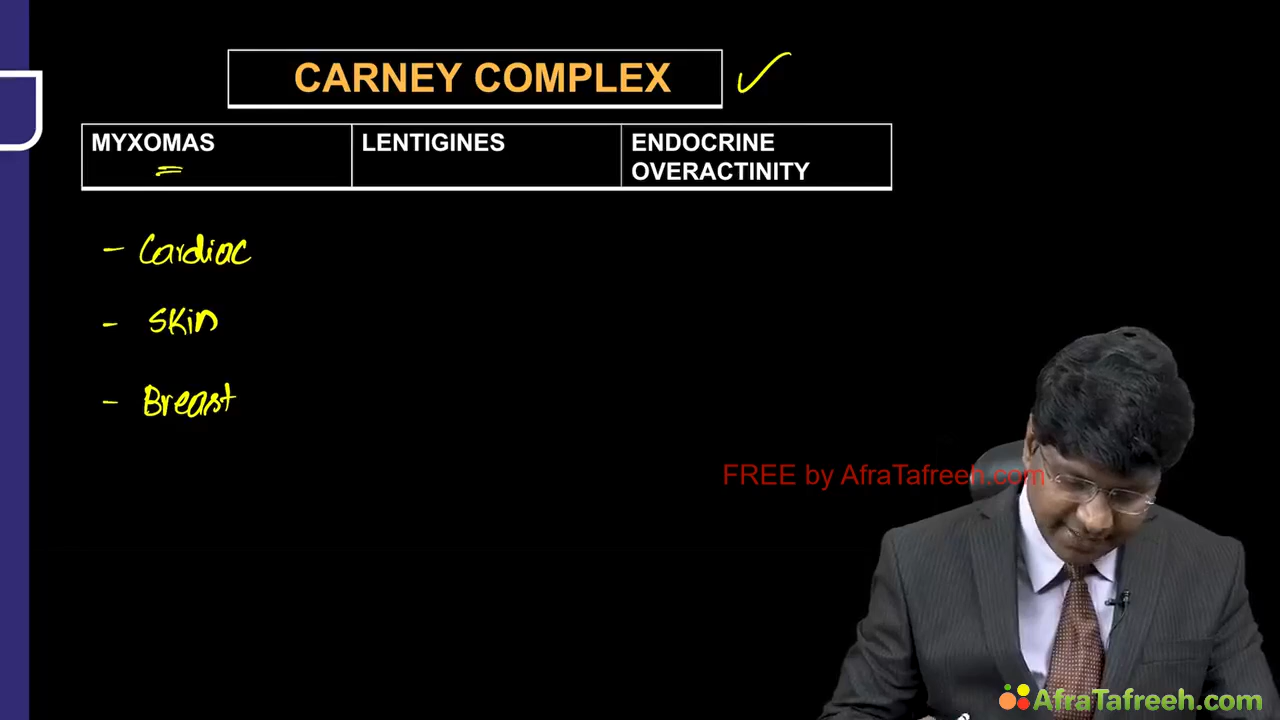 CARNEY COMPLEX
MYXOMAS LENTIGINES ENDOCRINE
OVERACTINITY
- Cardiac
- Skin
- Breast
FREE by AfraTafreeh.com
AfraTafreeh.com